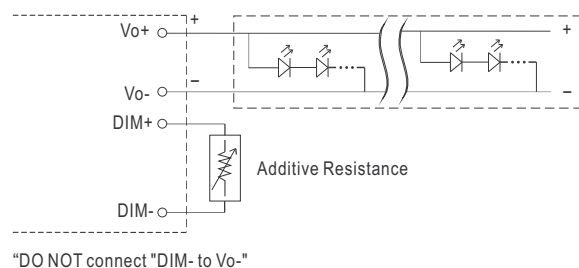 Vo+
+
+
Vo-
−
−
DIM+
Additive Resistance
DIM-
“DO NOT connect "DIM- to Vo-"